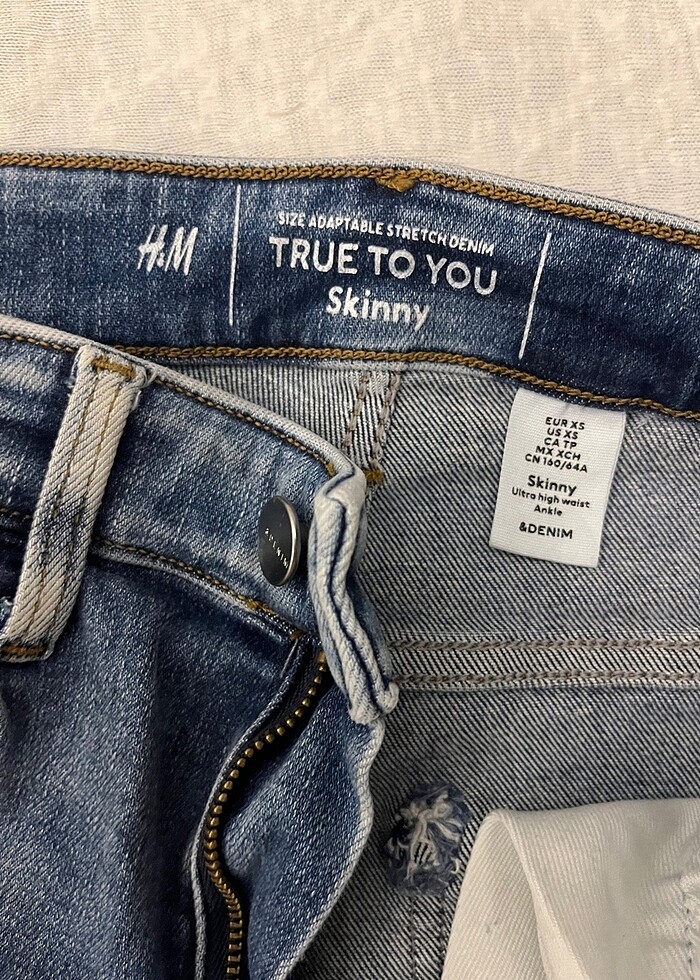 H&M
SIZE ADAPTABLE STRETCH DENIM
TRUE TO YOU
Skinny
EUR XS
US XS
CA TP
MX XCH
CN 160/64A
Skinny
Ultra high waist
Ankle
&DENIM